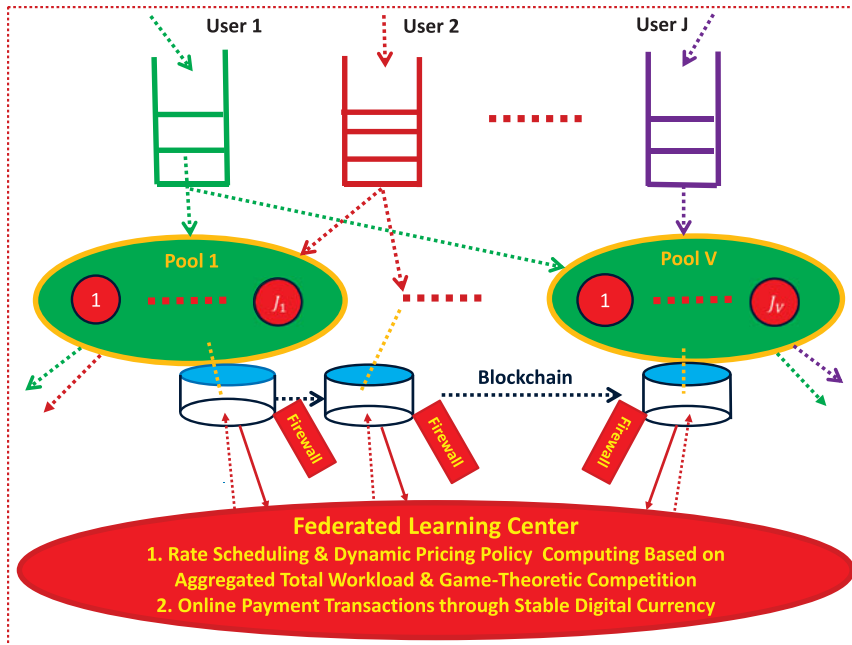 User 1
User 2
User J
Pool 1
Pool V
1
J₁
1
Jᵥ
Blockchain
Firewall
Firewall
Firewall
Federated Learning Center
1. Rate Scheduling & Dynamic Pricing Policy Computing Based on
Aggregated Total Workload & Game-Theoretic Competition
2. Online Payment Transactions through Stable Digital Currency